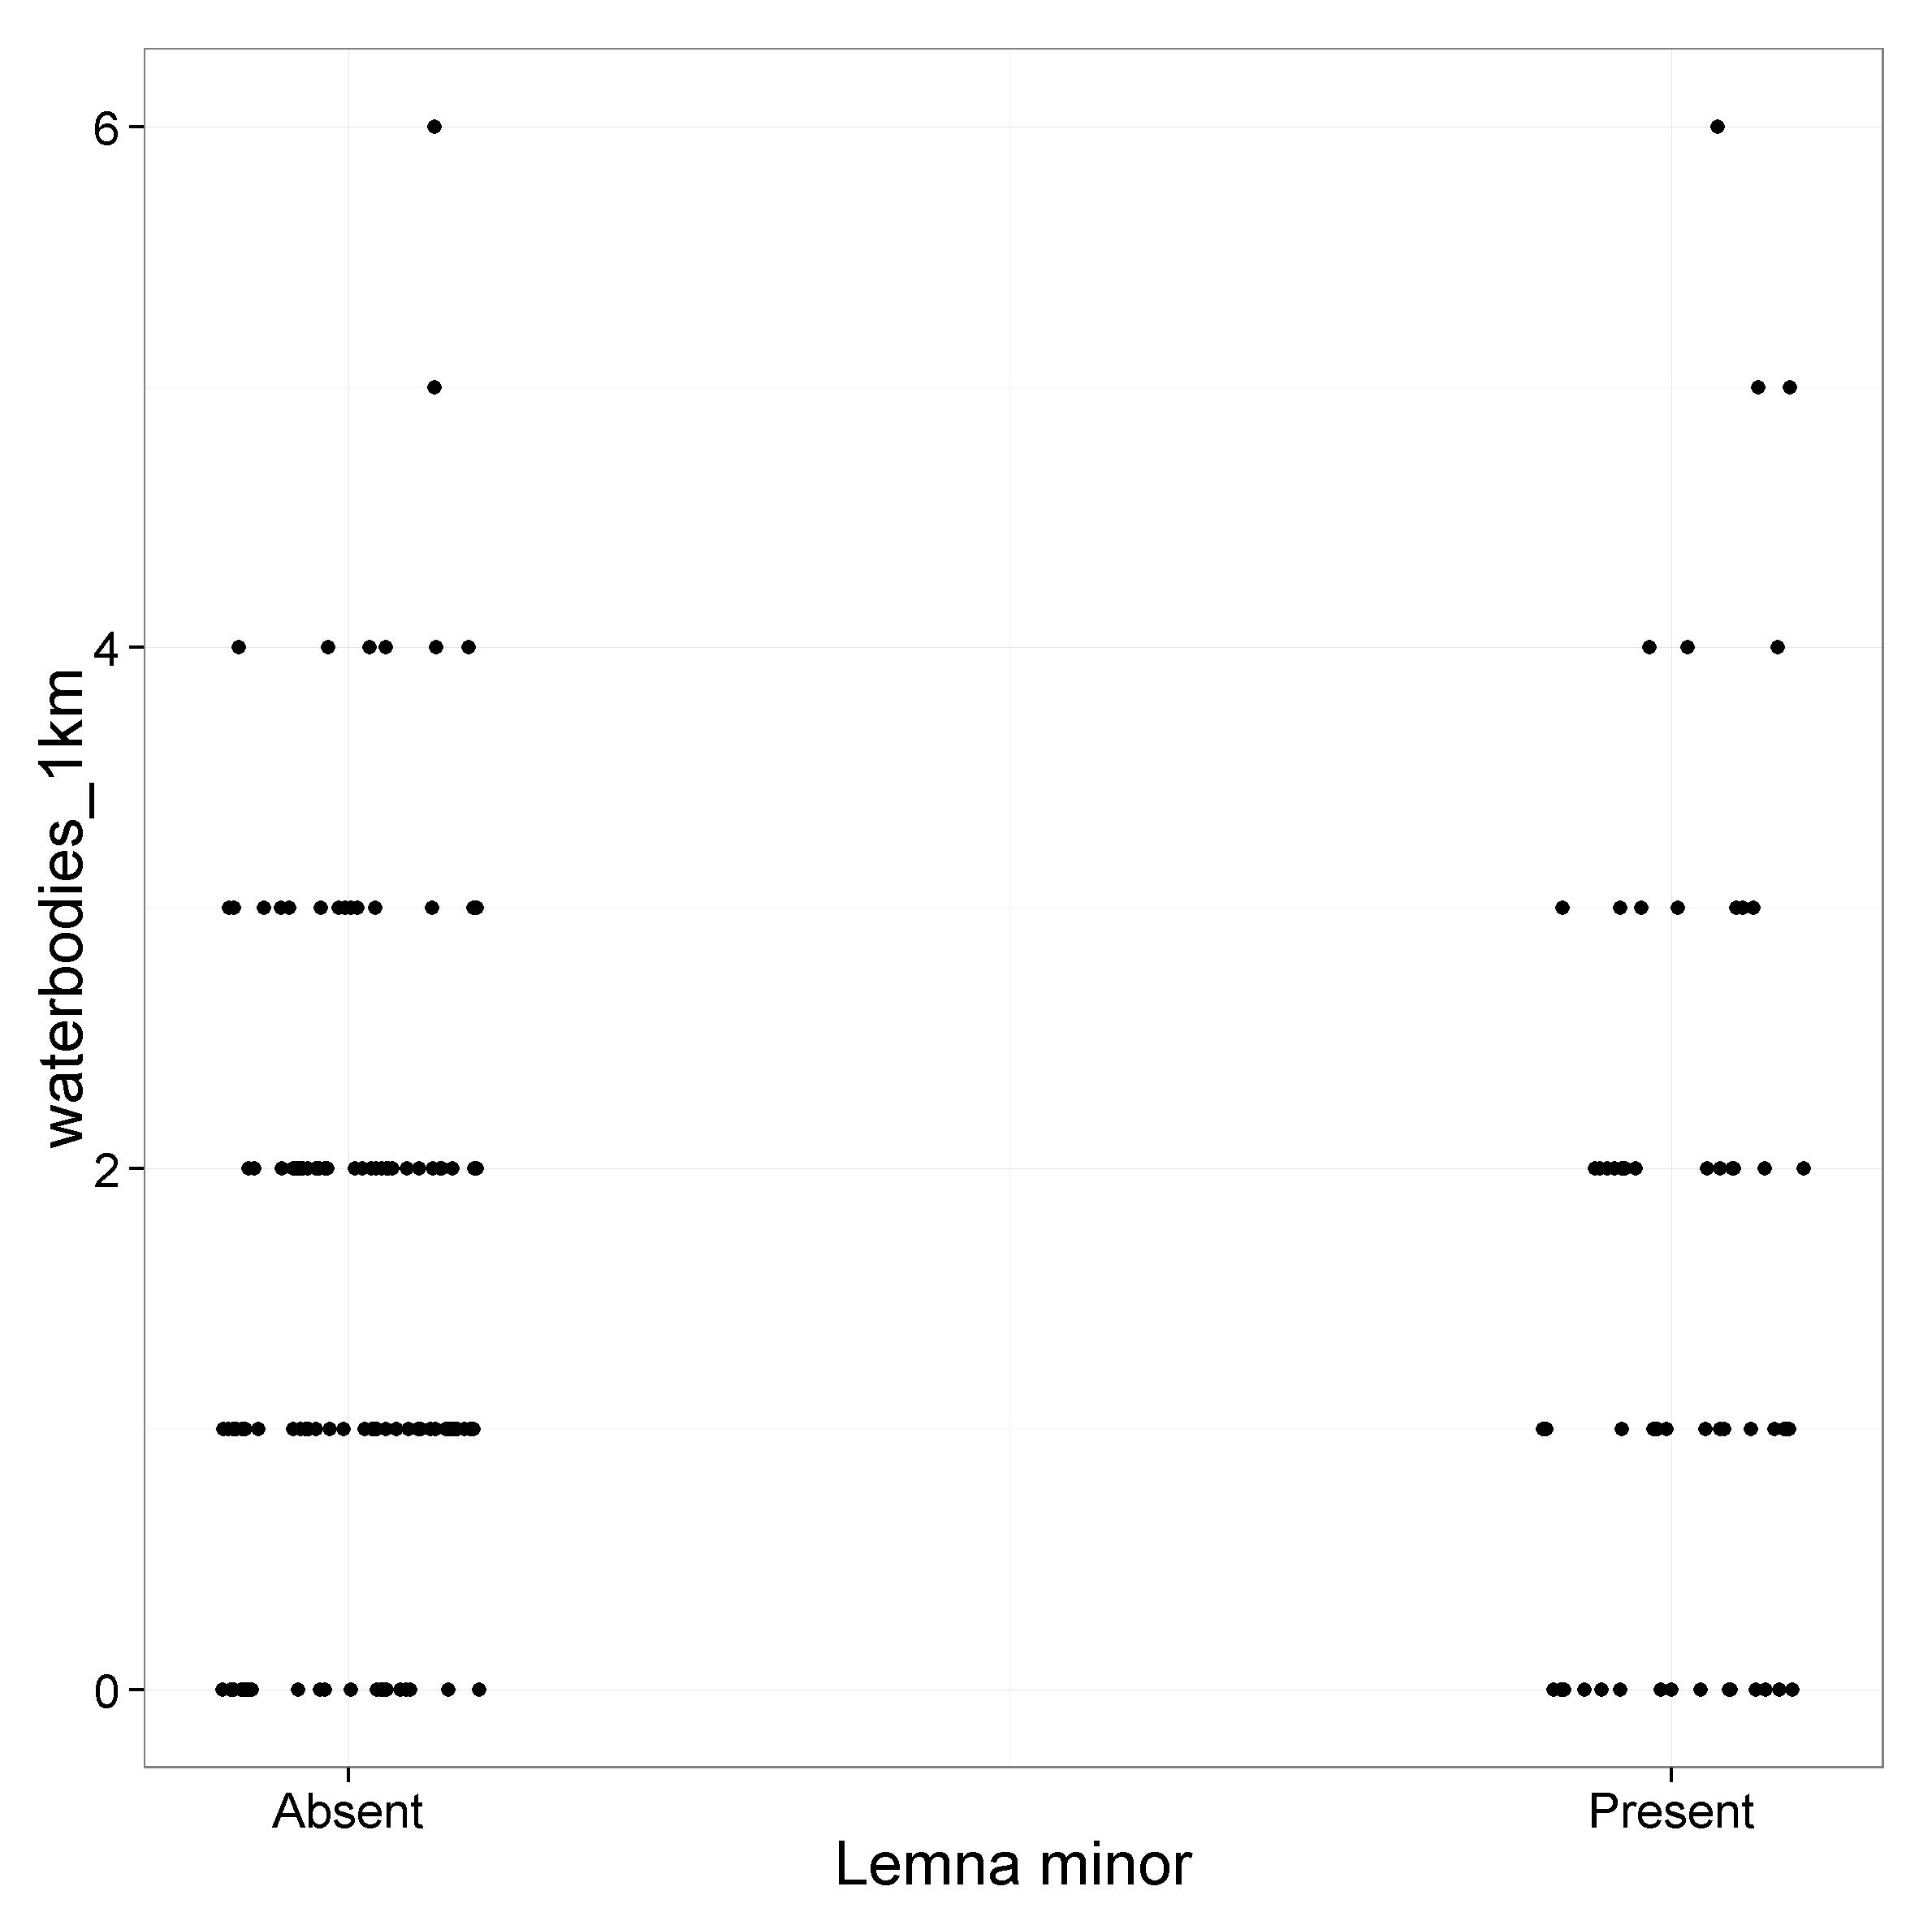 waterbodies_1km
6
4
2
0
Absent
Present
Lemna minor